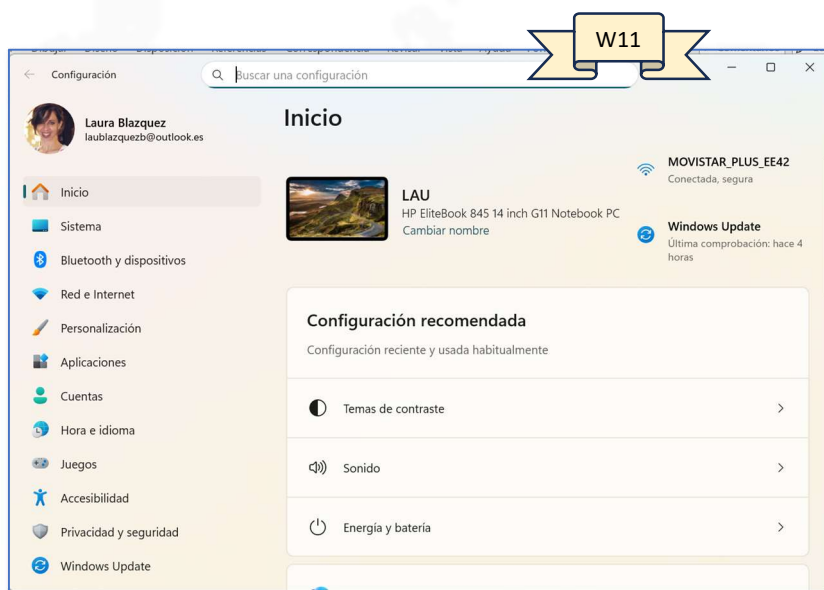 W11
Configuración
Buscar una configuración
Laura Blazquez
laublazquezb@outlook.es
Inicio
Sistema
Bluetooth y dispositivos
Red e Internet
Personalización
Aplicaciones
Cuentas
Hora e idioma
Juegos
Accesibilidad
Privacidad y seguridad
Windows Update
Inicio
LAU
HP EliteBook 845 14 inch G11 Notebook PC
Cambiar nombre
MOVISTAR_PLUS_EE42
Conectada, segura
Windows Update
Última comprobación: hace 4
horas
Configuración recomendada
Configuración reciente y usada habitualmente
Temas de contraste
Sonido
Energía y batería